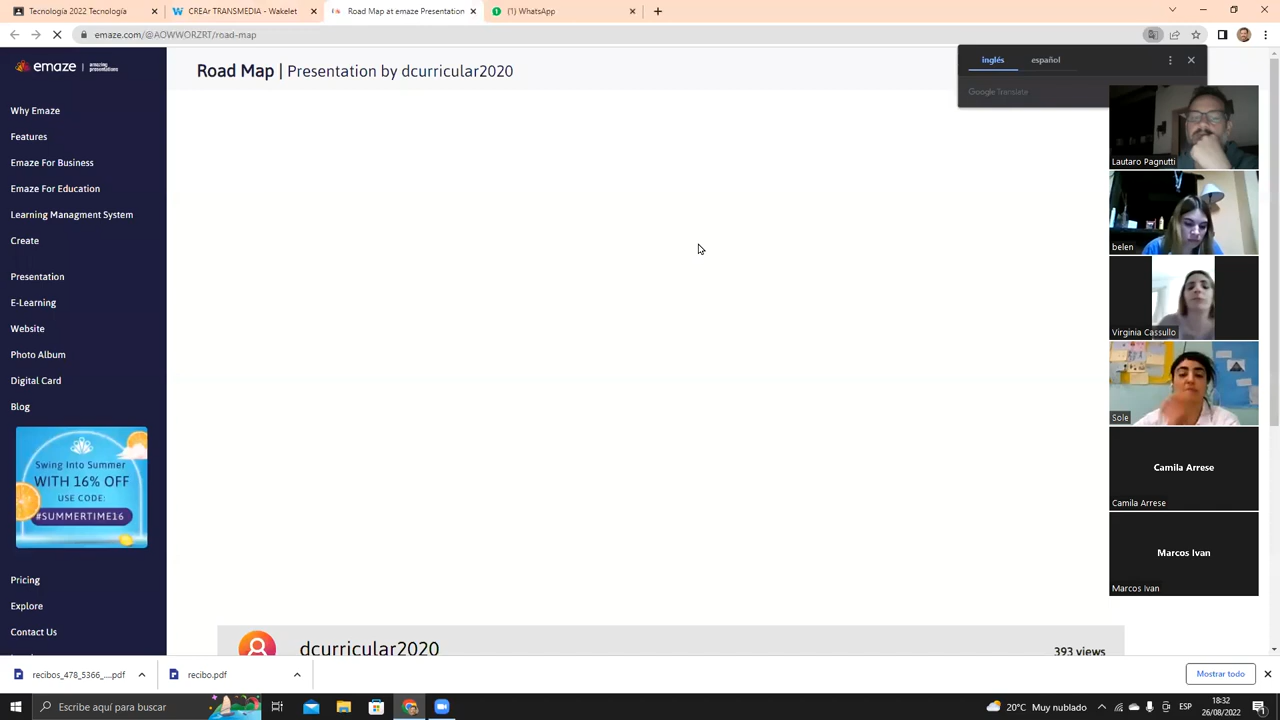 Tecnología 2022 Tecnología
CREAr TRANSMEDIA - Wakelet
Road Map at emaze Presentation
(1) WhatsApp
emaze.com/@AOWWORZRT/road-map
emaze | amazing presentations
Road Map | Presentation by dcurricular2020
inglés español
Google Translate
Why Emaze
Features
Emaze For Business
Emaze For Education
Learning Managment System
Create
Presentation
E-Learning
Website
Photo Album
Digital Card
Blog
Swing Into Summer
WITH 16% OFF
USE CODE:
#SUMMERTIME16
Pricing
Explore
Contact Us
Lautaro Pagnutti
belen
Virginia Cassullo
Sole
Camila Arrese
Camila Arrese
Marcos Ivan
Marcos Ivan
dcurricular2020
393 views
recibos_478_5366_....pdf
recibo.pdf
Mostrar todo
Escribe aquí para buscar
20°C Muy nublado
ESP
18:32
26/08/2022
1